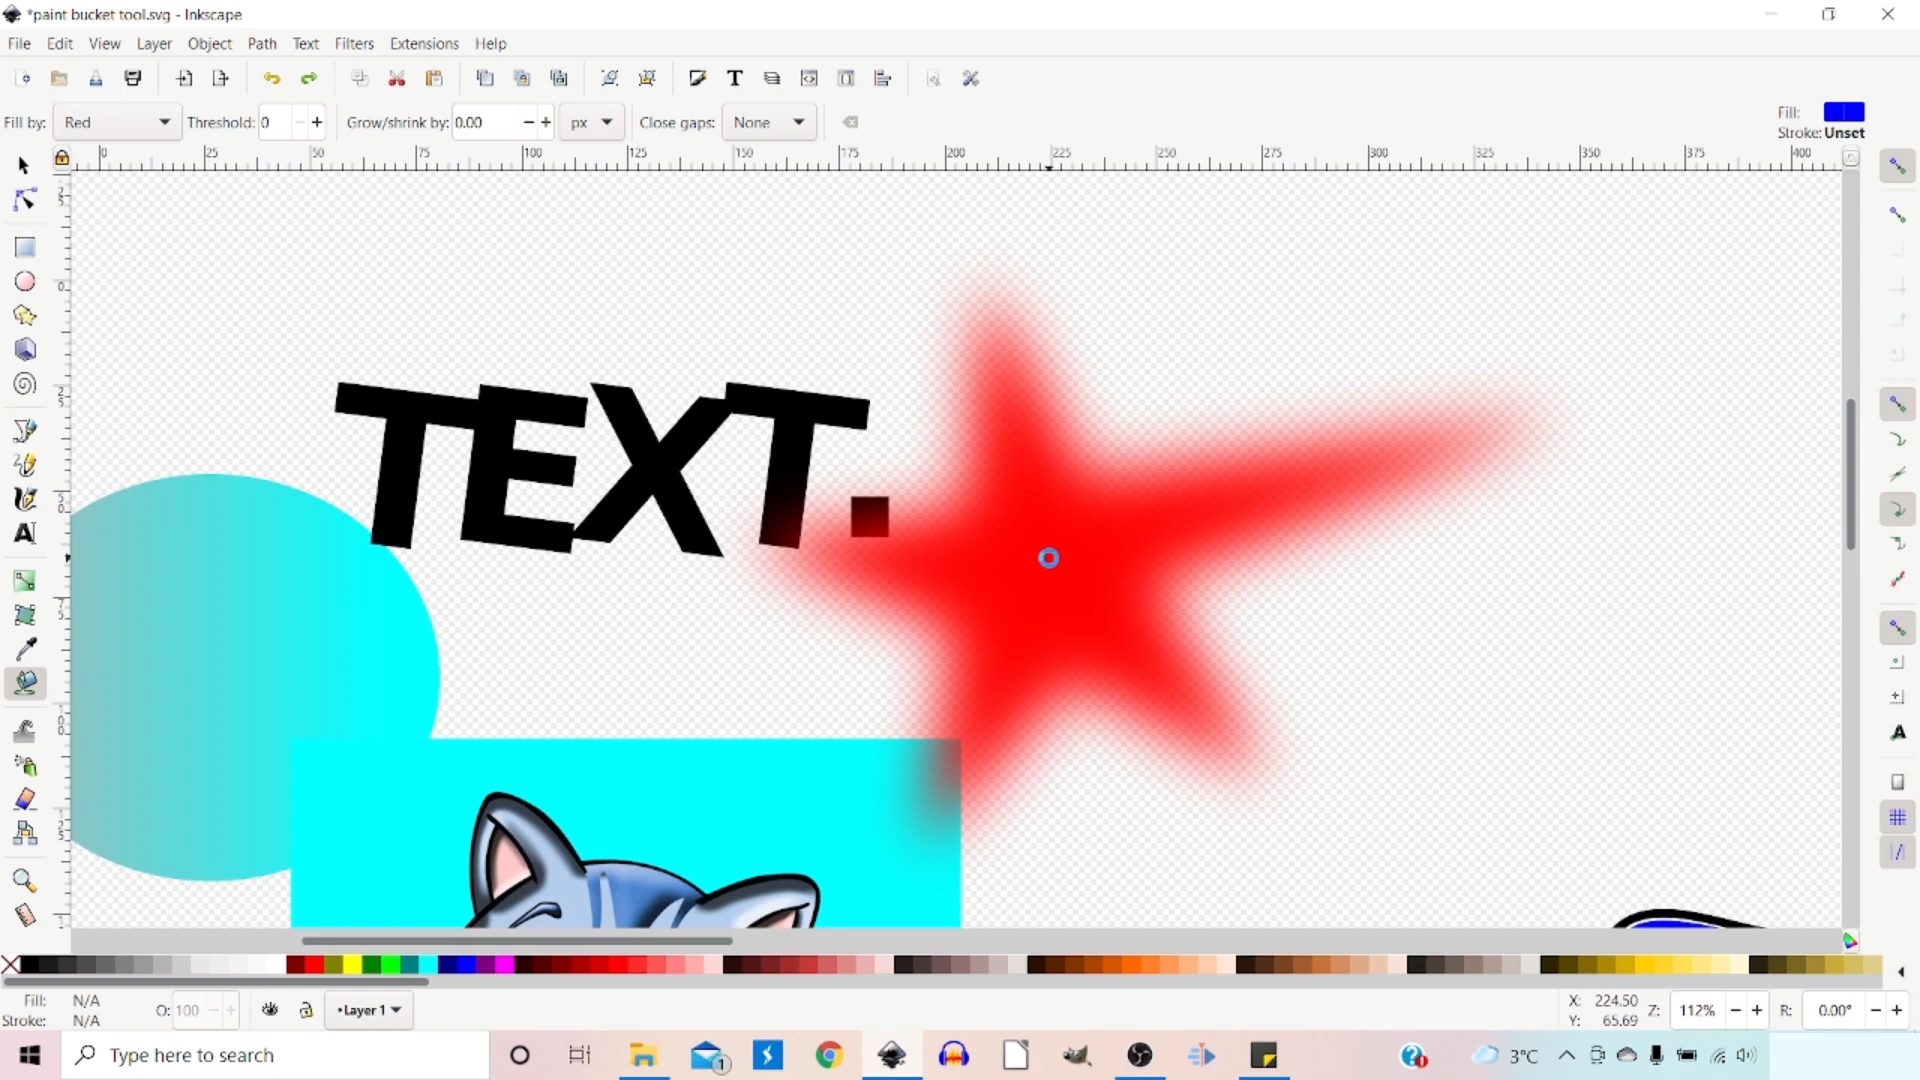 *paint bucket tool.svg - Inkscape
File Edit View Layer Object Path Text Filters Extensions Help
Fill by: Red Threshold: 0 Grow/shrink by: 0.00 px Close gaps: None
Fill:
Stroke: Unset
0 25 50 75 100 125 150 175 200 225 250 275 300 325 350 375 400
TEXT.
Fill: N/A
Stroke: N/A
O: 100
•Layer 1
X: 224.50
Y: 65.69
Z: 112%
R: 0.00°
Type here to search
1
3°C